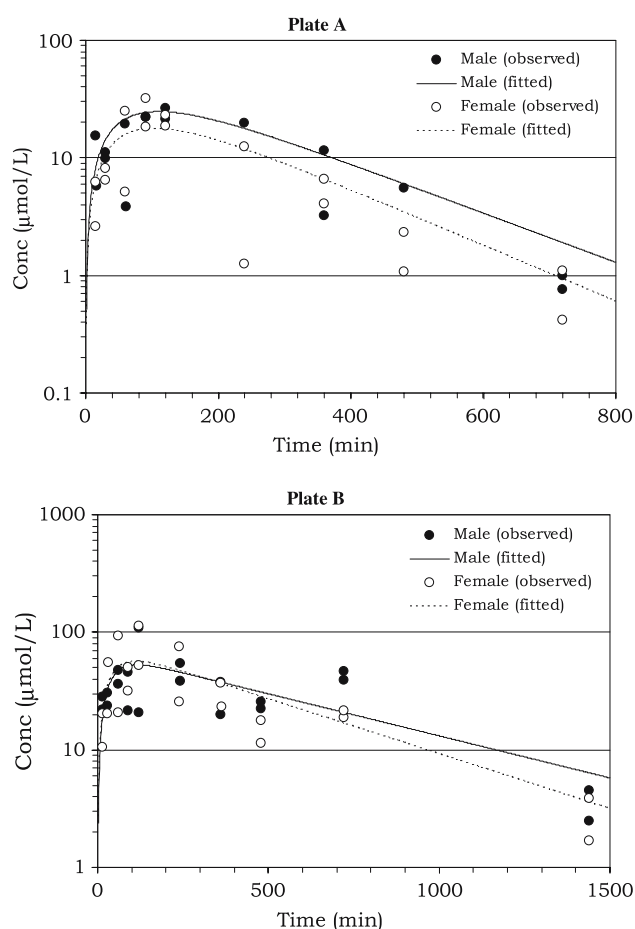 Plate A
100
10
1
0.1
Conc (μmol/L)
Male (observed)
Male (fitted)
Female (observed)
Female (fitted)
0 200 400 600 800
Time (min)
Plate B
1000
100
10
1
Conc (μmol/L)
Male (observed)
Male (fitted)
Female (observed)
Female (fitted)
0 500 1000 1500
Time (min)